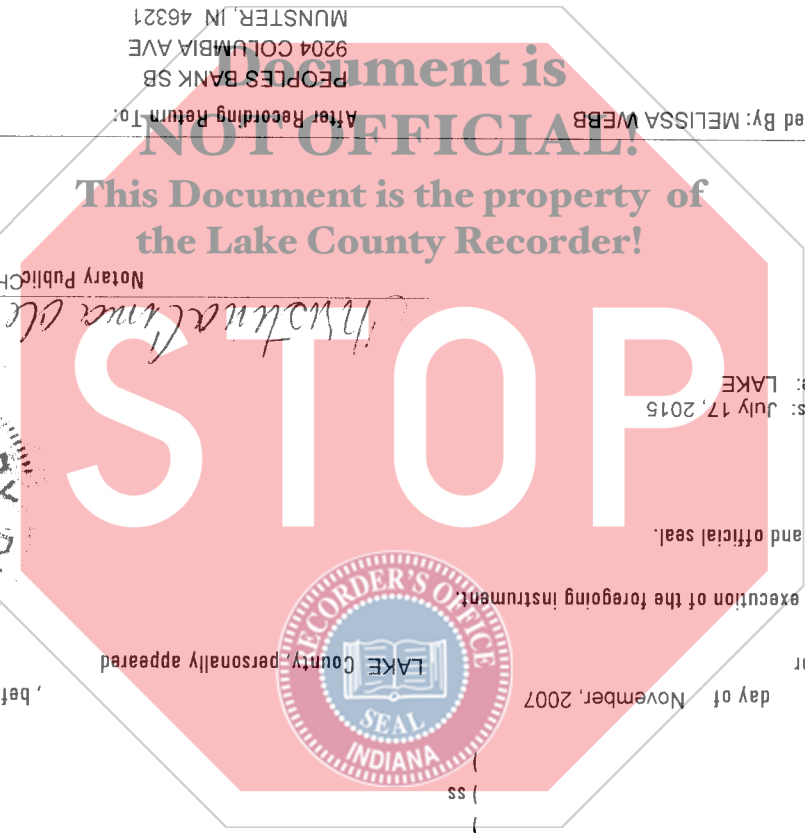 Document is
NOT OFFICIAL!
This Document is the property of
the Lake County Recorder!
STOP
RECORDER'S OFFICE
SEAL
INDIANA
)
) ss
)
day of November, 2007 , bef
LAKE County, personally appeared
execution of the foregoing instrument.
and official seal.
s: July 17, 2015
e: LAKE
Notary Public
ed By: MELISSA WEBB After Recording Return To:
PEOPLES BANK SB
9204 COLUMBIA AVE
MUNSTER, IN 46321